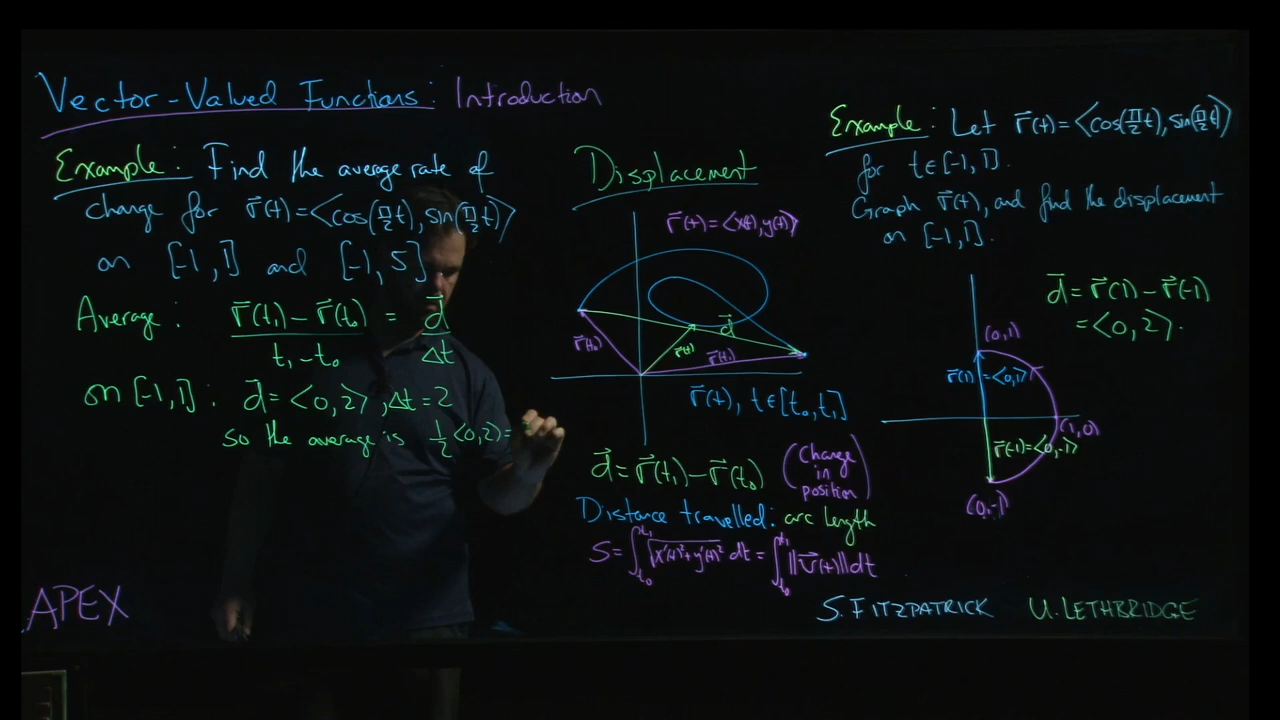 Vector-Valued Functions: Introduction
Example: Find the average rate of
change for r⃗(t)=<cos(π/2 t), sin(π/2 t)>
on [-1,1] and [-1,5]
Average: (r⃗(t₁)-r⃗(t₀))/(t₁-t₀) = d⃗/Δt
on [-1,1]: d⃗=<0,2>, Δt=2
so the average is ½<0,2>=
APEX
Displacement
r⃗(t)=<x(t),y(t)>
r⃗(t₀)
r⃗(t)
d⃗
r⃗(t₁)
r⃗(t), t∈[t₀,t₁]
d⃗=r⃗(t₁)-r⃗(t₀) (change in position)
Distance travelled: arc length
S=∫_{t₀}^{t₁} √(x'(t)²+y'(t)²) dt = ∫_{t₀}^{t₁} ||v⃗(t)||dt
Example: Let r⃗(t)=<cos(π/2 t), sin(π/2 t)>
for t∈[-1,1].
Graph r⃗(t), and find the displacement
on [-1,1].
d⃗=r⃗(1)-r⃗(-1)
=<0,2>.
(0,1)
r⃗(1)=<0,1>
(1,0)
r⃗(-1)=<0,-1>
(0,-1)
S. FITZPATRICK U. LETHBRIDGE